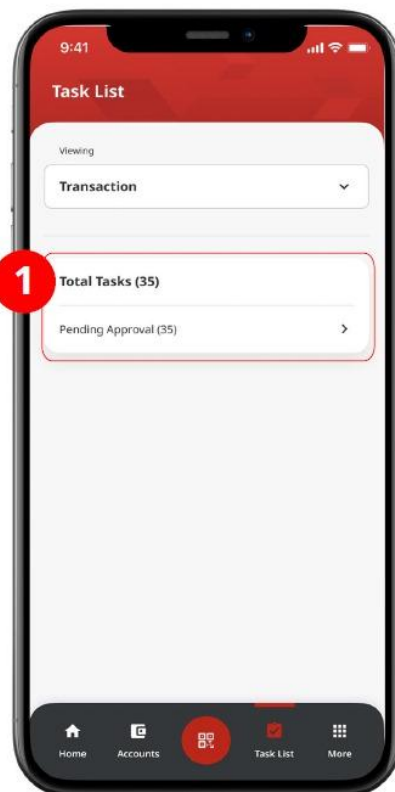 9:41
Task List
Viewing
Transaction
1
Total Tasks (35)
Pending Approval (35)
Home Accounts Task List More